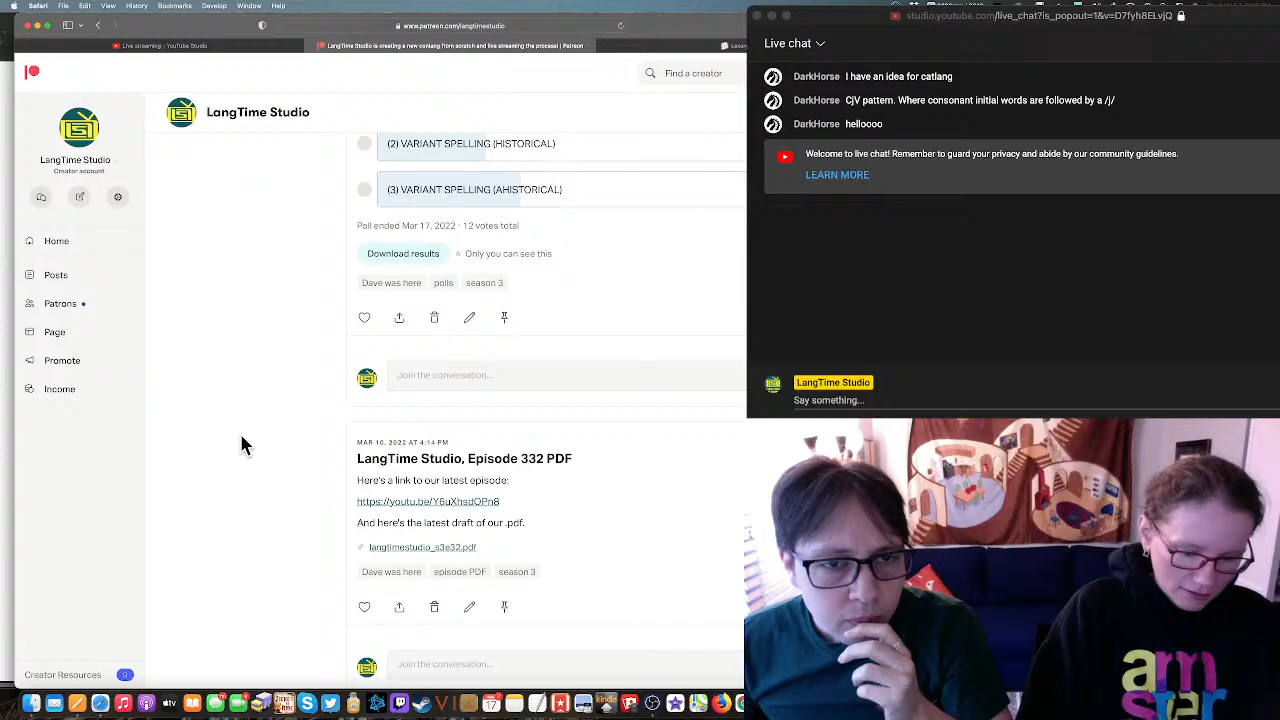 Safari File Edit View History Bookmarks Develop Window Help
www.patreon.com/langtimestudio
Live streaming - YouTube Studio
LangTime Studio is creating a new conlang from scratch and live streaming the process! | Patreon
Find a creator
LangTime Studio
LangTime Studio
Creator account
Home
Posts
Patrons
Page
Promote
Income
Creator Resources 9
(2) VARIANT SPELLING (HISTORICAL)
(3) VARIANT SPELLING (AHISTORICAL)
Poll ended Mar 17, 2022 · 12 votes total
Download results Only you can see this
Dave was here polls season 3
Join the conversation...
MAR 10, 2022 AT 4:14 PM
LangTime Studio, Episode 332 PDF
Here's a link to our latest episode:
https://youtu.be/Y6uXhsdOPn8
And here's the latest draft of our .pdf.
langtimestudio_s3e32.pdf
Dave was here episode PDF season 3
Join the conversation...
Live chat
DarkHorse I have an idea for catlang
DarkHorse CjV pattern. Where consonant initial words are followed by a /j/
DarkHorse helloooo
Welcome to live chat! Remember to guard your privacy and abide by our community guidelines.
LEARN MORE
LangTime Studio
Say something...